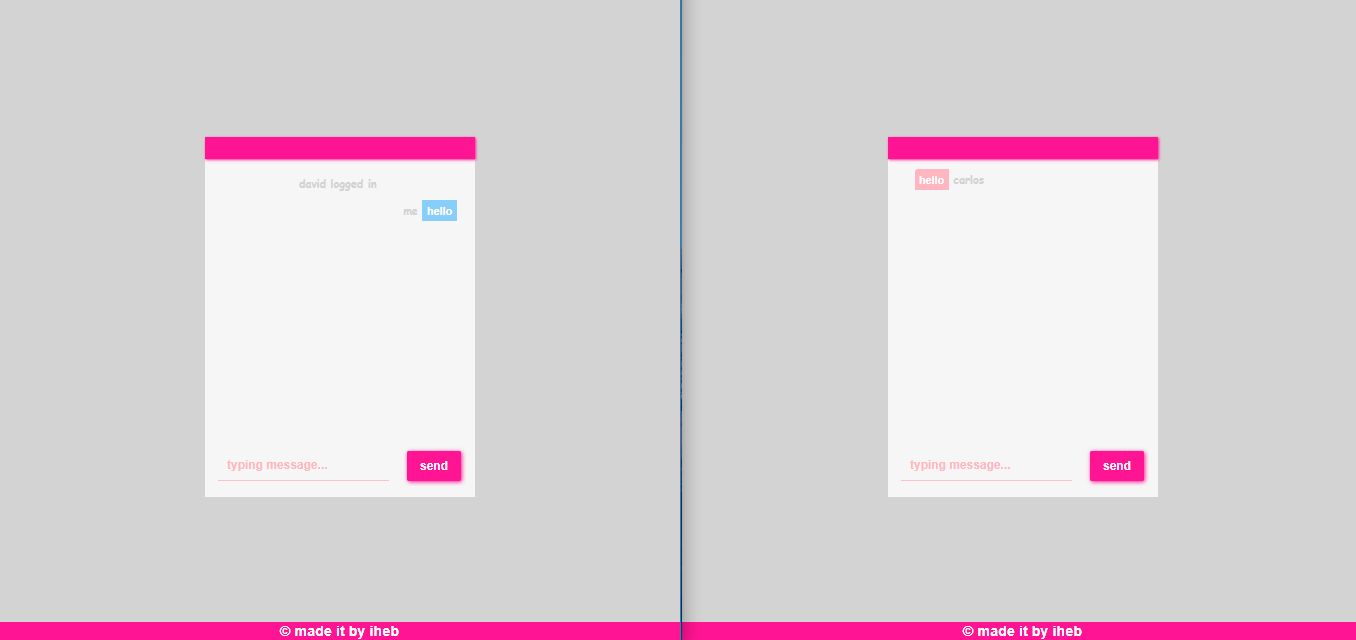 david logged in
me hello
typing message...
send
© made it by iheb
hello carlos
typing message...
send
© made it by iheb